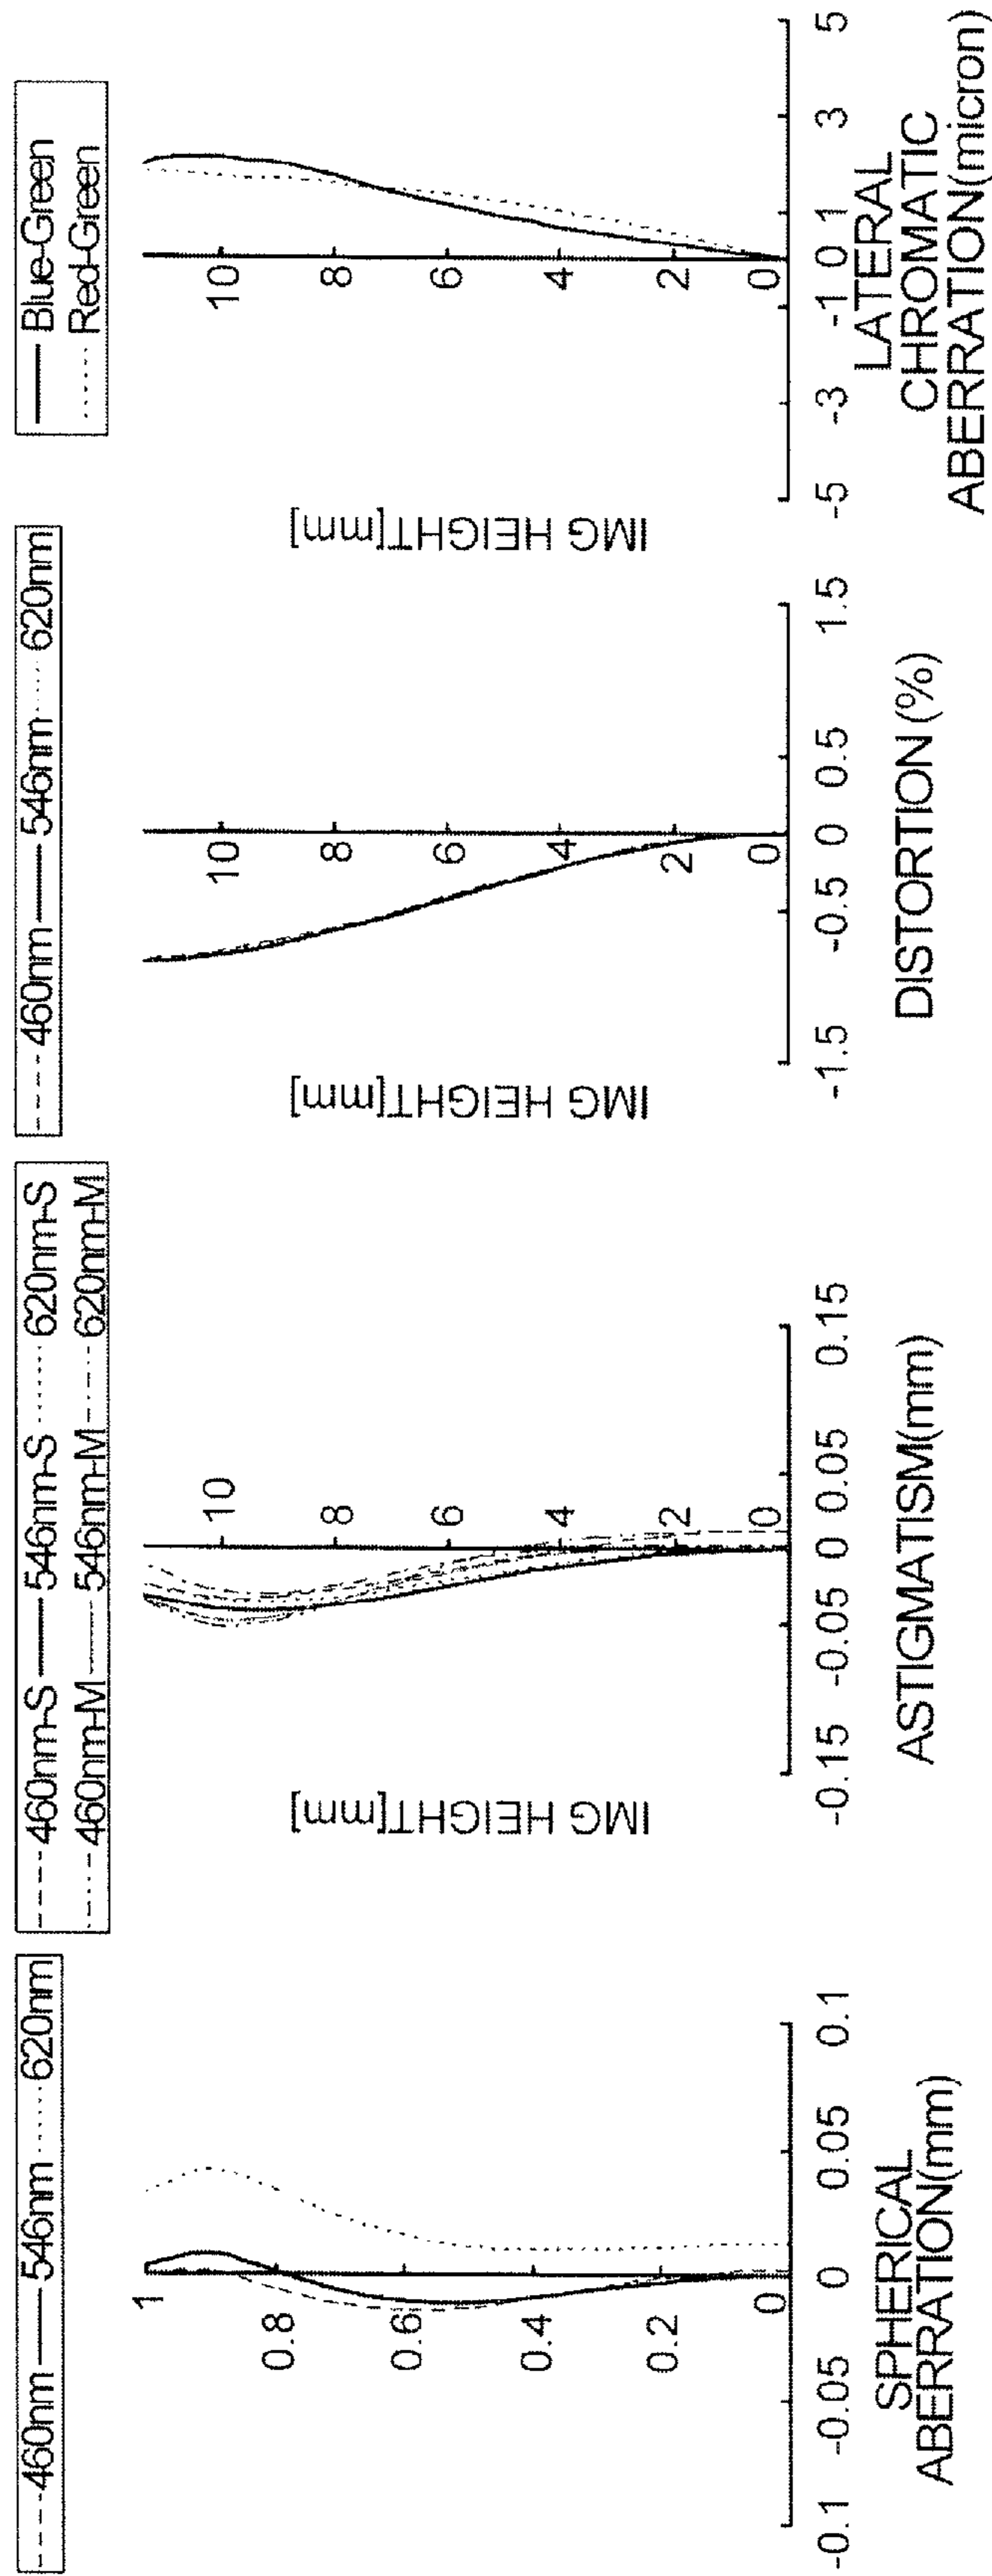 460nm 546nm 620nm
1
0.8
0.6
0.4
0.2
0
-0.1 -0.05 0 0.05 0.1
SPHERICAL
ABERRATION(mm)
460nm-S 546nm-S 620nm-S
460nm-M 546nm-M 620nm-M
IMG HEIGHT[mm]
10
8
6
4
2
0
-0.15 -0.05 0 0.05 0.15
ASTIGMATISM(mm)
460nm 546nm 620nm
IMG HEIGHT[mm]
10
8
6
4
2
0
-1.5 -0.5 0 0.5 1.5
DISTORTION (%)
Blue-Green
Red-Green
IMG HEIGHT[mm]
10
8
6
4
2
0
-5 -3 -1 0 1 3 5
LATERAL
CHROMATIC
ABERRATION(micron)